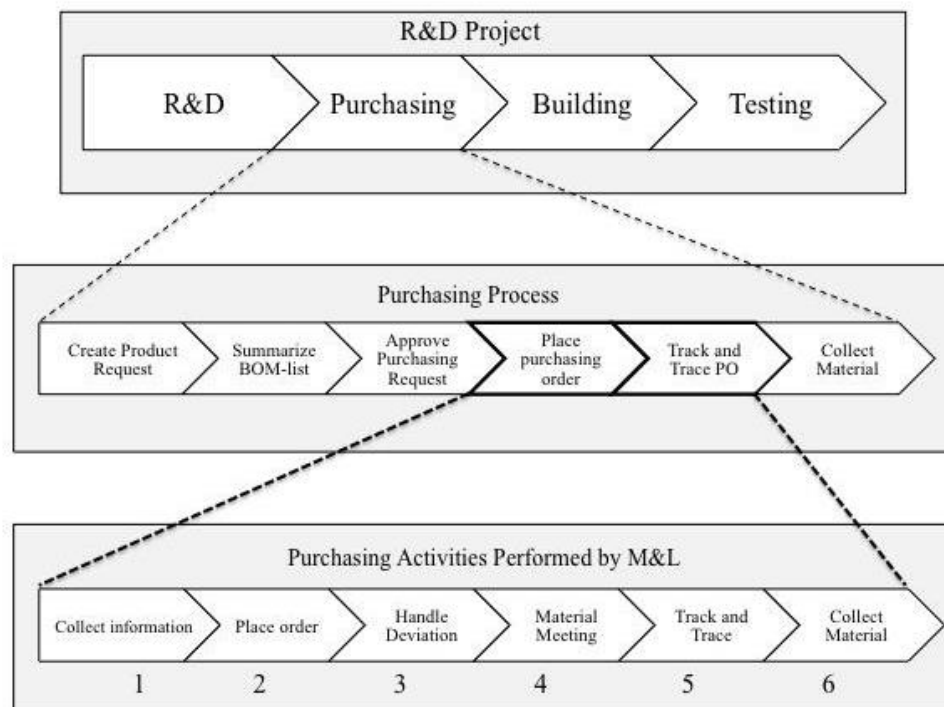 R&D Project
R&D
Purchasing
Building
Testing
Purchasing Process
Create Product
Request
Summarize
BOM-list
Approve
Purchasing
Request
Place
purchasing
order
Track and
Trace PO
Collect
Material
Purchasing Activities Performed by M&L
Collect information
Place order
Handle
Deviation
Material
Meeting
Track and
Trace
Collect
Material
1
2
3
4
5
6